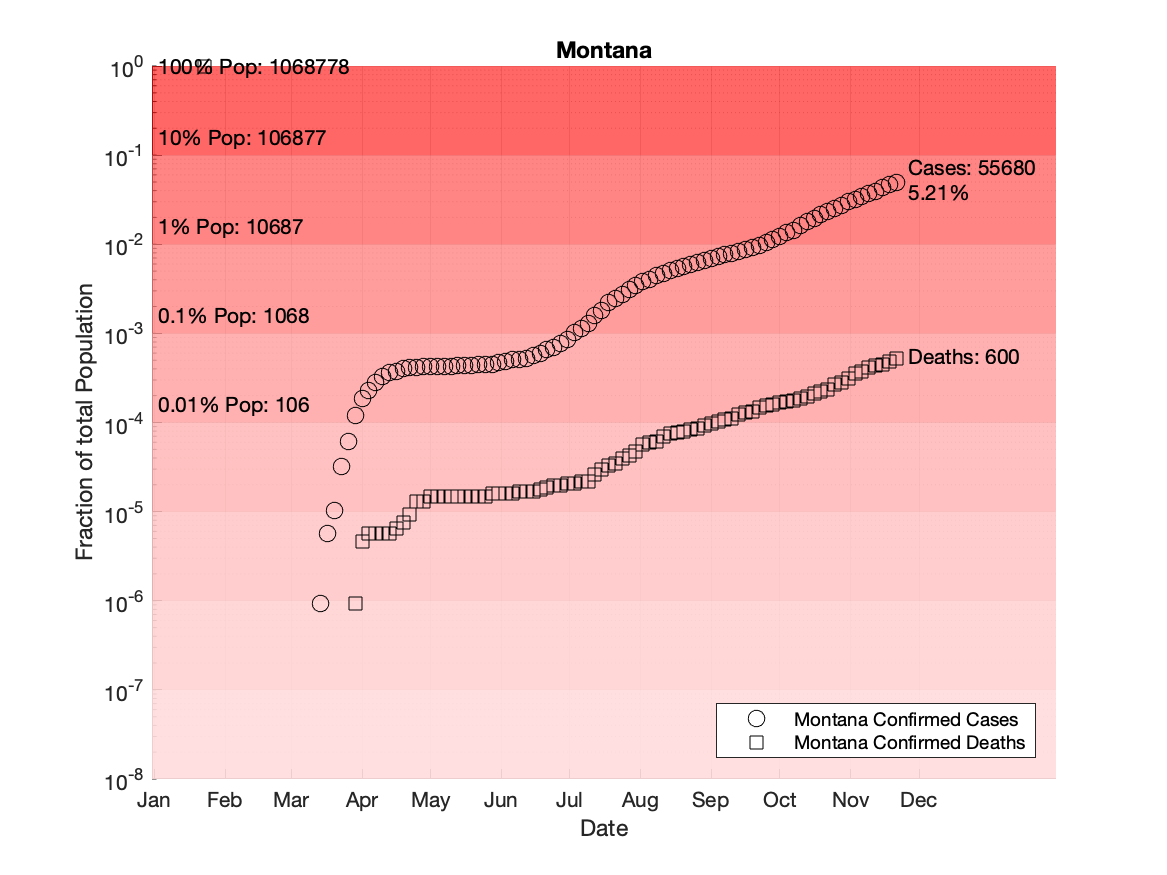 Montana
10^0
100% Pop: 1068778
10% Pop: 106877
10^-1
Cases: 55680
5.21%
1% Pop: 10687
10^-2
0.1% Pop: 1068
10^-3
Deaths: 600
0.01% Pop: 106
10^-4
10^-5
10^-6
10^-7
10^-8
Fraction of total Population
Montana Confirmed Cases
Montana Confirmed Deaths
Jan Feb Mar Apr May Jun Jul Aug Sep Oct Nov Dec
Date